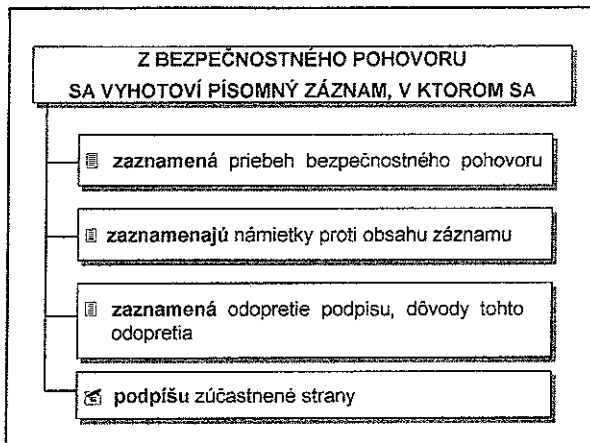 Z BEZPEČNOSTNÉHO POHOVORU
SA VYHOTOVÍ PÍSOMNÝ ZÁZNAM, V KTOROM SA
zaznamená priebeh bezpečnostného pohovoru
zaznamenajú námietky proti obsahu záznamu
zaznamená odopretie podpísu, dôvody tohto
odopretia
podpíšu zúčastnené strany